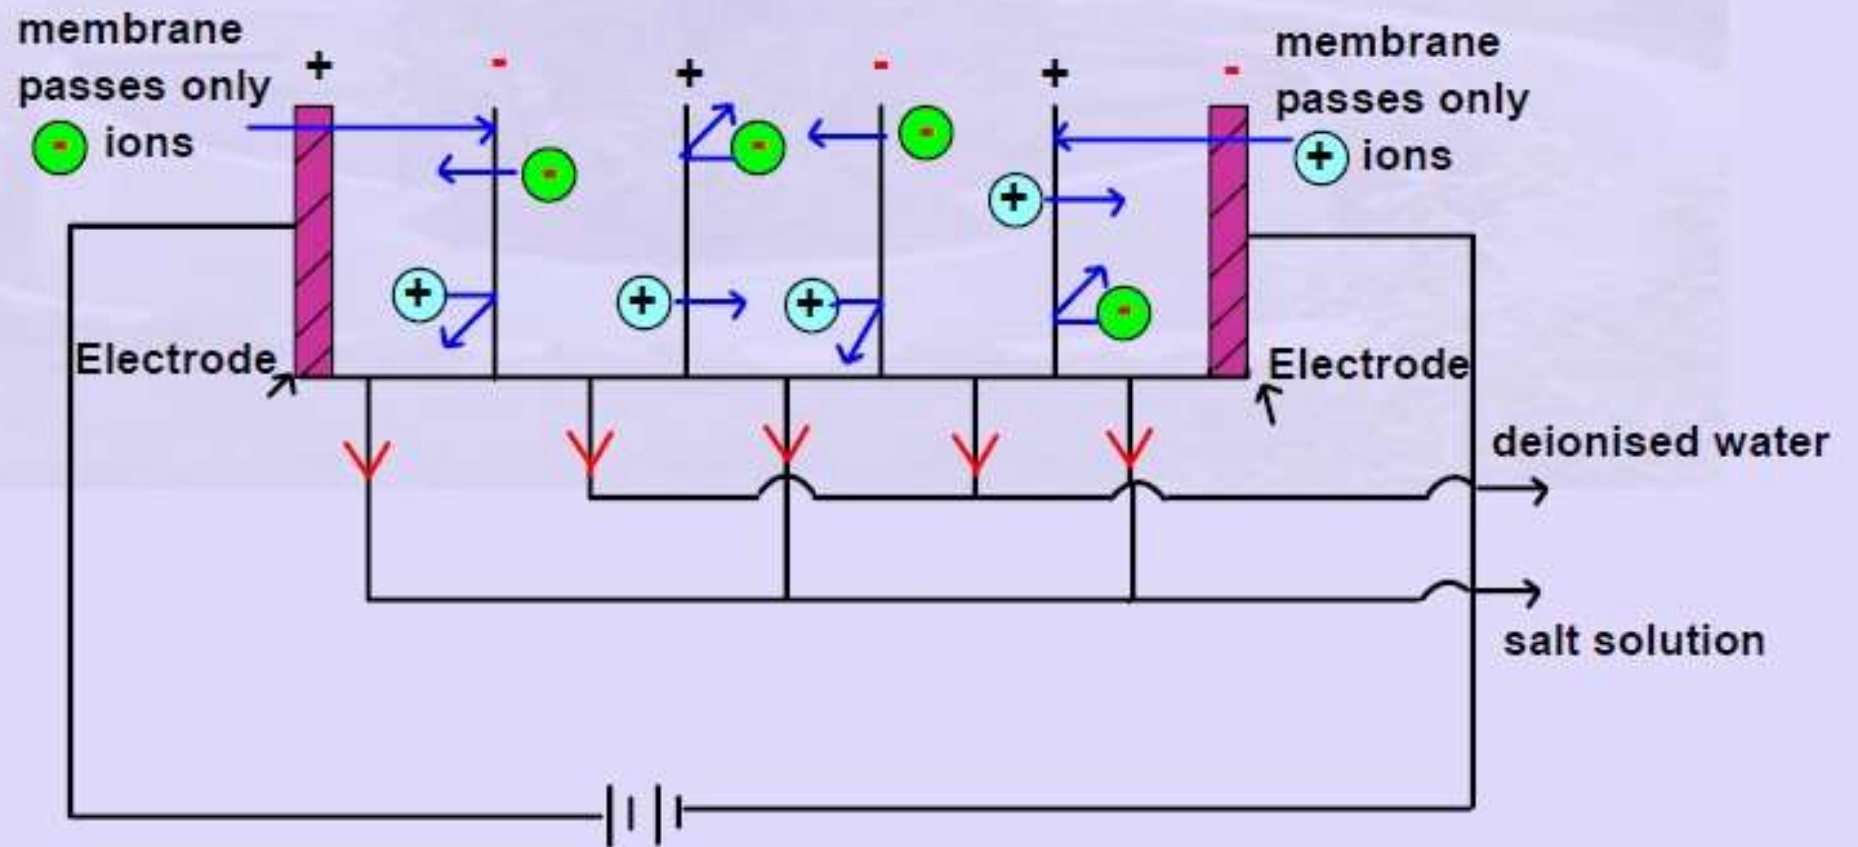 membrane
passes only
- ions
+ - + - + -
membrane
passes only
+ ions
- - -
+ + + + -
Electrode
Electrode
deionised water
salt solution